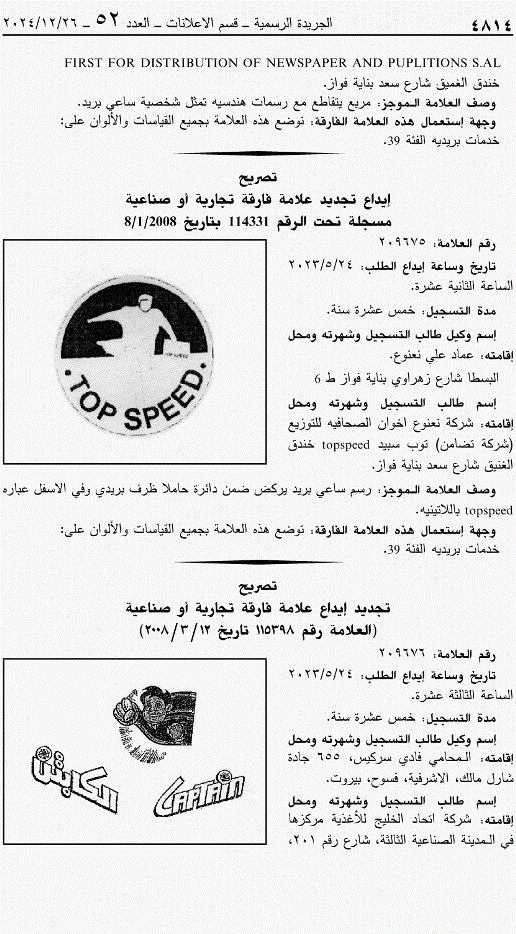 ٤٨١٤
الجريدة الرسمية ــ قسم الاعلانات ــ العدد ٥٢ ــ ٢٠٢٤/١٢/٢٦
FIRST FOR DISTRIBUTION OF NEWSPAPER AND PUPLITIONS S.AL
خندق الغميق شارع سعد بناية فواز.
وصف العلامة الموجز: مربع يتقاطع مع رسمات هندسيه تمثل شخصية ساعي بريد.
وجهة إستعمال هذه العلامة الفارقة: توضع هذه العلامة بجميع القياسات والألوان على:
خدمات بريديه الفئة 39.
تصريح
إيداع تجديد علامة فارقة تجارية أو صناعية
مسجلة تحت الرقم 114331 بتاريخ 8/1/2008
رقم العلامة: ٢٠٩٦٧٥
تاريخ وساعة إيداع الطلب: ٢٠٢٣/٥/٢٤
الساعة الثانية عشرة.
مدة التسجيل: خمس عشرة سنة.
إسم وكيل طالب التسجيل وشهرته ومحل
إقامته: عماد علي نعنوع.
البسطا شارع زهراوي بناية فواز ط 6
إسم طالب التسجيل وشهرته ومحل
إقامته: شركة نعنوع اخوان الصحافيه للتوزيع
(شركة تضامن) توب سبيد topspeed خندق
الغنيق شارع سعد بناية فواز.
TOP SPEED
وصف العلامة الموجز: رسم ساعي بريد يركض ضمن دائرة حاملا ظرف بريدي وفي الاسفل عباره
topspeed باللاتينيه.
وجهة إستعمال هذه العلامة الفارقة: توضع هذه العلامة بجميع القياسات والألوان على:
خدمات بريديه الفئة 39.
تصريح
تجديد إيداع علامة فارقة تجارية أو صناعية
(العلامة رقم ١١٥٣٩٨ تاريخ ٢٠٠٨/٣/١٢)
رقم العلامة: ٢٠٩٦٧٦
تاريخ وساعة إيداع الطلب: ٢٠٢٣/٥/٢٤
الساعة الثالثة عشرة.
مدة التسجيل: خمس عشرة سنة.
إسم وكيل طالب التسجيل وشهرته ومحل
إقامته: المحامي فادي سركيس، ٦٥٥ جادة
شارل مالك، الاشرفية، فسوح، بيروت.
إسم طالب التسجيل وشهرته ومحل
إقامته: شركة اتحاد الخليج للأغذية مركزها
في المدينة الصناعية الثالثة، شارع رقم ٢٠١،
الكابتن
CAPTAIN